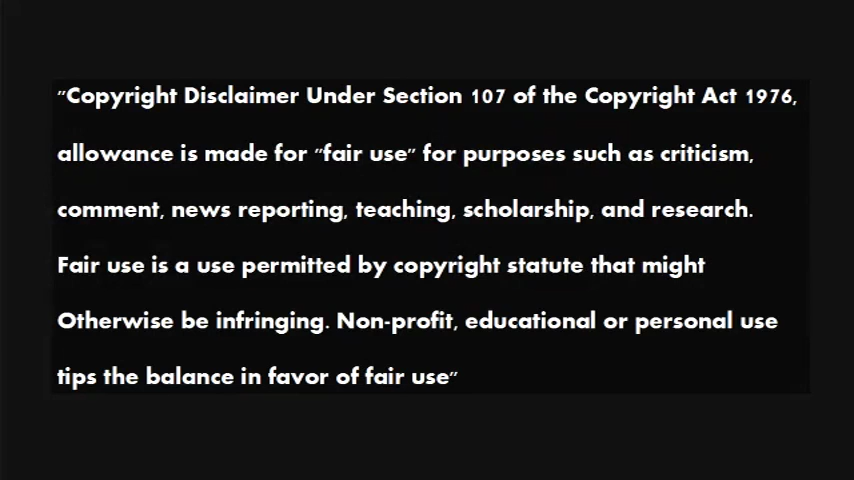 "Copyright Disclaimer Under Section 107 of the Copyright Act 1976,
allowance is made for "fair use" for purposes such as criticism,
comment, news reporting, teaching, scholarship, and research.
Fair use is a use permitted by copyright statute that might
Otherwise be infringing. Non-profit, educational or personal use
tips the balance in favor of fair use"